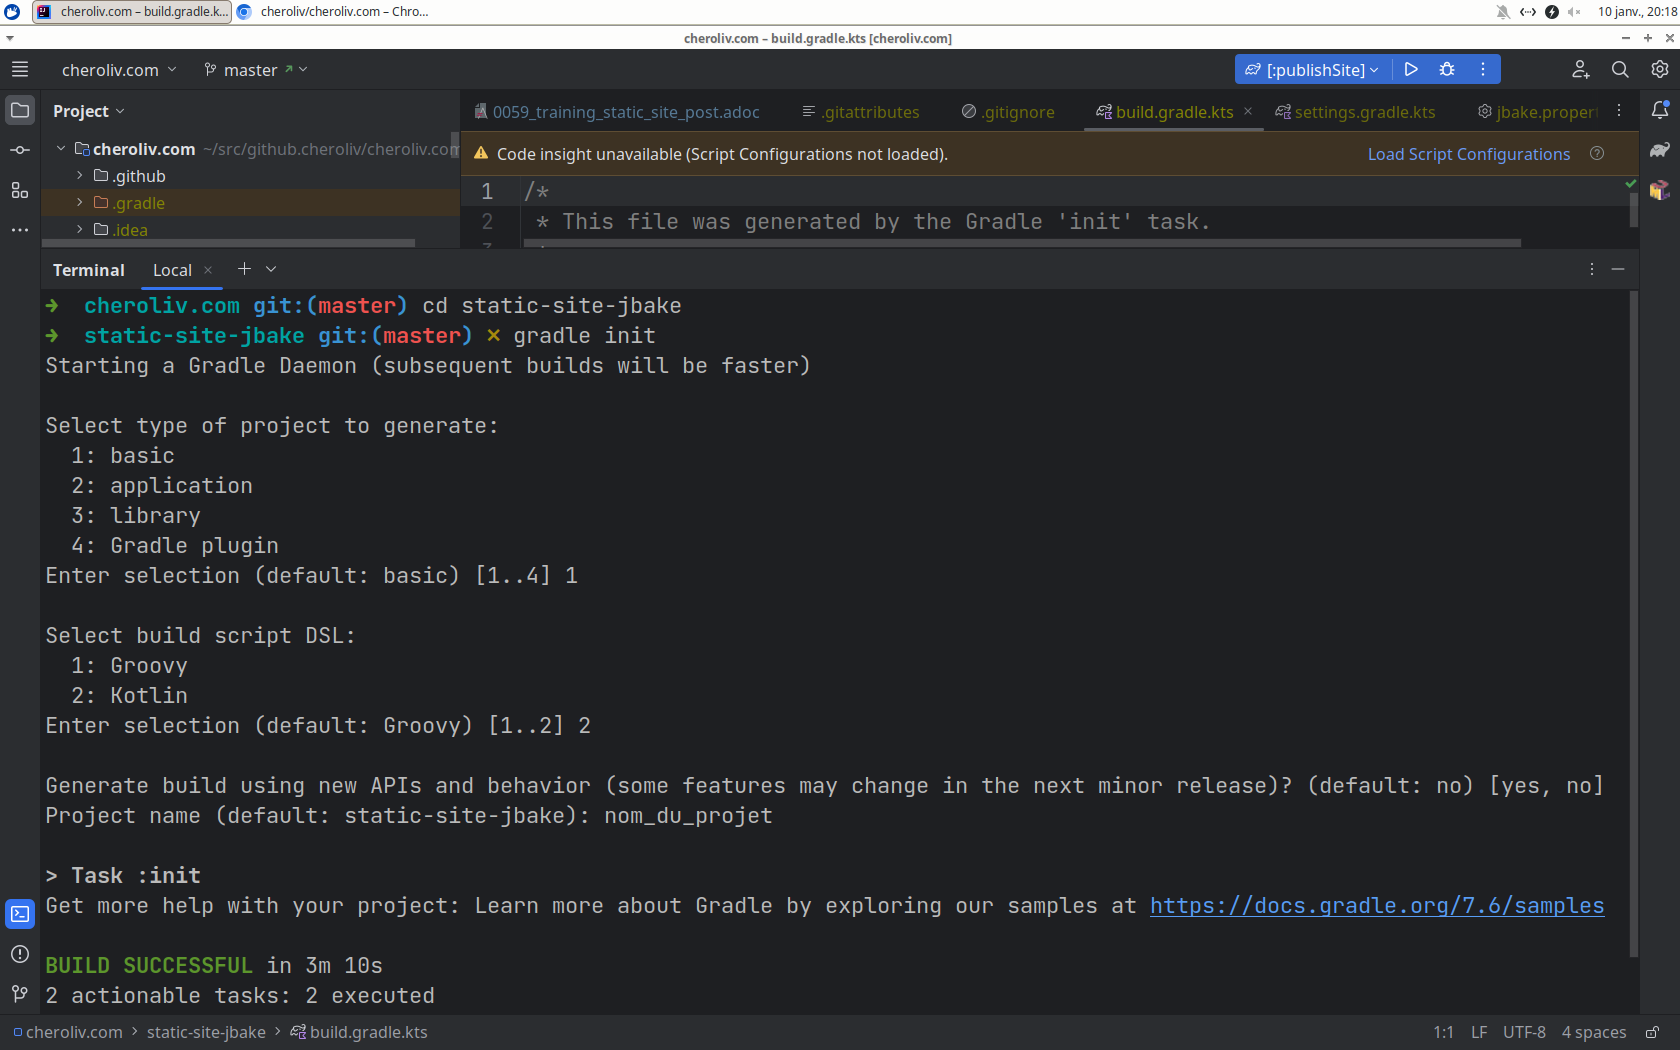 cheroliv.com – build.gradle.k...
cheroliv/cheroliv.com – Chro...
10 janv., 20:18
cheroliv.com – build.gradle.kts [cheroliv.com]
cheroliv.com
master
[:publishSite]
Project
0059_training_static_site_post.adoc
.gitattributes
.gitignore
build.gradle.kts
settings.gradle.kts
jbake.proper
cheroliv.com ~/src/github.cheroliv/cheroliv.com
.github
.gradle
.idea
Code insight unavailable (Script Configurations not loaded).
Load Script Configurations
1 /*
2 * This file was generated by the Gradle 'init' task.
Terminal
Local
cheroliv.com git:(master) cd static-site-jbake
static-site-jbake git:(master) ✗ gradle init
Starting a Gradle Daemon (subsequent builds will be faster)
Select type of project to generate:
1: basic
2: application
3: library
4: Gradle plugin
Enter selection (default: basic) [1..4] 1
Select build script DSL:
1: Groovy
2: Kotlin
Enter selection (default: Groovy) [1..2] 2
Generate build using new APIs and behavior (some features may change in the next minor release)? (default: no) [yes, no]
Project name (default: static-site-jbake): nom_du_projet
> Task :init
Get more help with your project: Learn more about Gradle by exploring our samples at https://docs.gradle.org/7.6/samples
BUILD SUCCESSFUL in 3m 10s
2 actionable tasks: 2 executed
cheroliv.com > static-site-jbake > build.gradle.kts
1:1 LF UTF-8 4 spaces